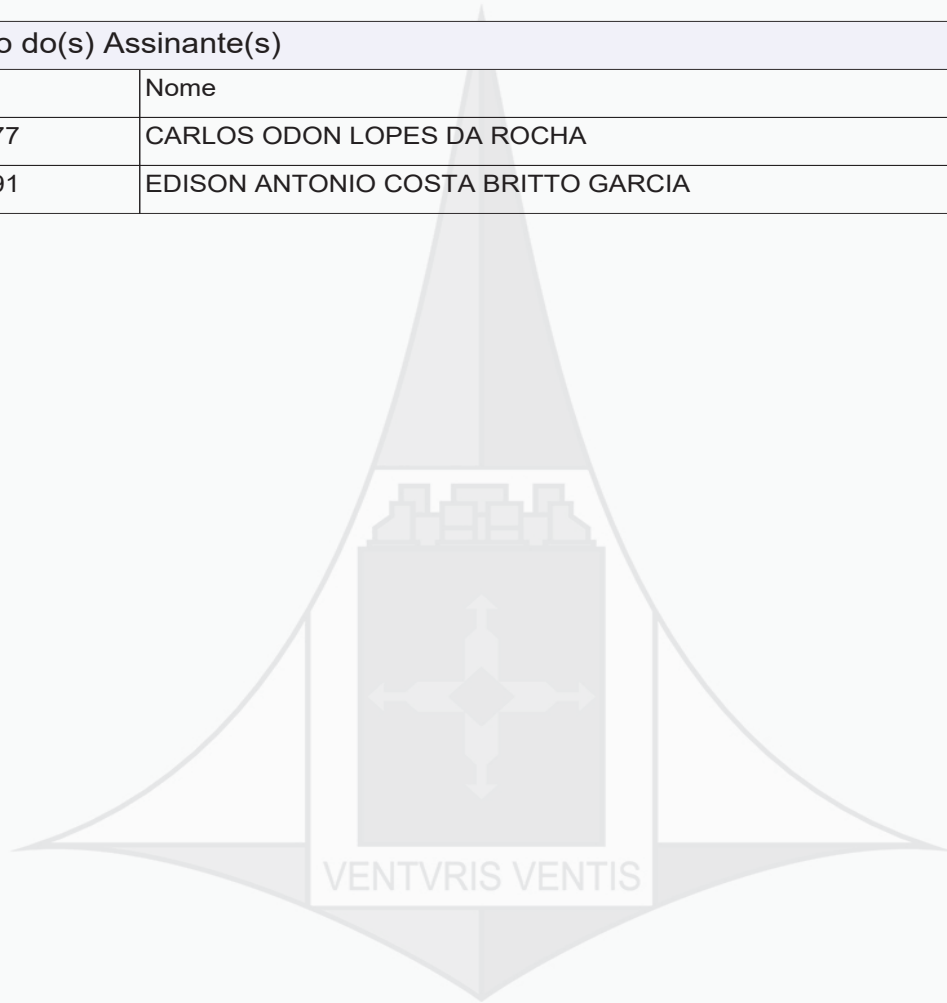 o do(s) Assinante(s)
Nome
77 CARLOS ODON LOPES DA ROCHA
91 EDISON ANTONIO COSTA BRITTO GARCIA
VENTVRIS VENTIS